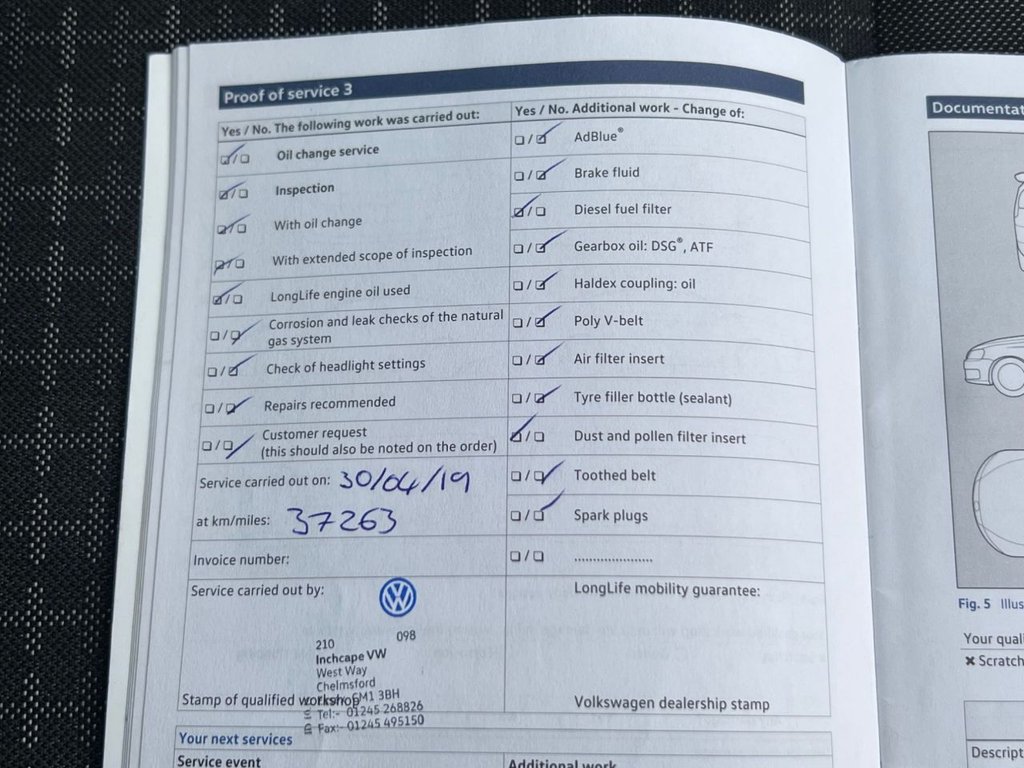 Proof of service 3
Yes / No. The following work was carried out:
Oil change service
Inspection
With oil change
With extended scope of inspection
LongLife engine oil used
Corrosion and leak checks of the natural
gas system
Check of headlight settings
Repairs recommended
Customer request
(this should also be noted on the order)
Service carried out on: 30/04/19
at km/miles: 37263
Invoice number:
Service carried out by:
210 098
Inchcape VW
West Way
Chelmsford
CM1 3BH
Stamp of qualified workshop
Tel:- 01245 268826
Fax:- 01245 495150
Yes / No. Additional work - Change of:
AdBlue®
Brake fluid
Diesel fuel filter
Gearbox oil: DSG®, ATF
Haldex coupling: oil
Poly V-belt
Air filter insert
Tyre filler bottle (sealant)
Dust and pollen filter insert
Toothed belt
Spark plugs
.....................
LongLife mobility guarantee:
Volkswagen dealership stamp
Your next services
Service event
Additional work
Documentat
Fig. 5 Illus
Your quali
✖ Scratch
Descript